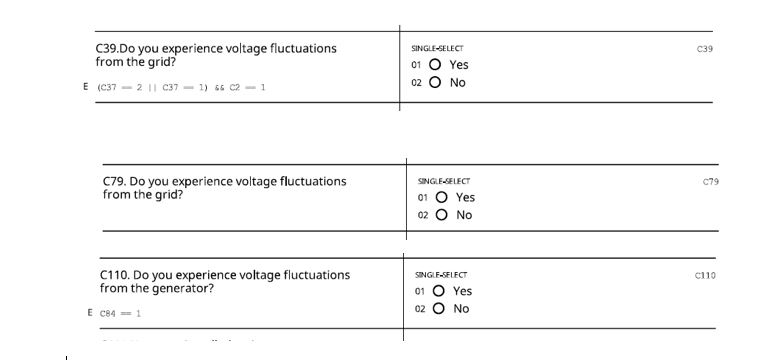 C39.Do you experience voltage fluctuations
from the grid?
E (C37 == 2 || C37 == 1) && C2 == 1
SINGLE-SELECT
01 Yes
02 No
C39
C79. Do you experience voltage fluctuations
from the grid?
SINGLE-SELECT
01 Yes
02 No
C79
C110. Do you experience voltage fluctuations
from the generator?
E C84 == 1
SINGLE-SELECT
01 Yes
02 No
C110